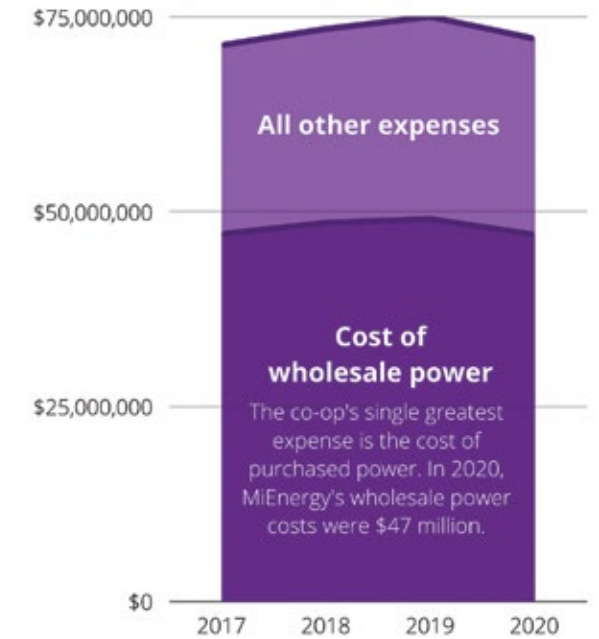 $75,000,000
All other expenses
$50,000,000
Cost of
wholesale power
$25,000,000
The co-op's single greatest
expense is the cost of
purchased power. In 2020,
MiEnergy's wholesale power
costs were $47 million.
$0
2017 2018 2019 2020